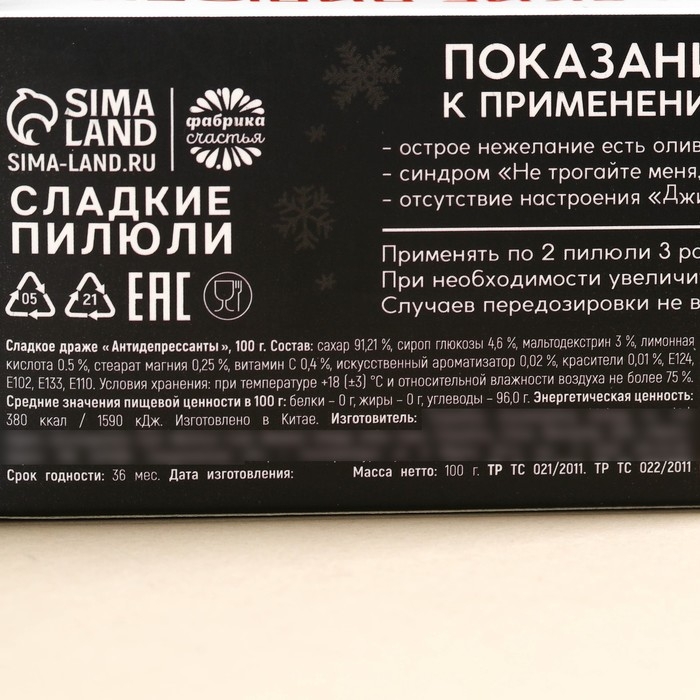 SIMA
LAND
SIMA-LAND.RU
фабрика
счастья
СЛАДКИЕ
ПИЛЮЛИ
05
21
EAC
ПОКАЗАНИ
К ПРИМЕНЕНИ
– острое нежелание есть олив
– синдром «Не трогайте меня,
– отсутствие настроения «Джи
Применять по 2 пилюли 3 ра
При необходимости увеличи
Случаев передозировки не в
Сладкое драже «Антидепрессанты», 100 г. Состав: сахар 91,21 %, сироп глюкозы 4,6 %, мальтодекстрин 3 %, лимонная
кислота 0.5 %, стеарат магния 0,25 %, витамин С 0,4 %, искусственный ароматизатор 0,02 %, красители 0,01 %, Е124,
Е102, Е133, Е110. Условия хранения: при температуре +18 (±3) °С и относительной влажности воздуха не более 75 %.
Средние значения пищевой ценности в 100 г: белки – 0 г, жиры – 0 г, углеводы – 96,0 г. Энергетическая ценность:
380 ккал / 1590 кДж. Изготовлено в Китае. Изготовитель:
Срок годности: 36 мес. Дата изготовления:
Масса нетто: 100 г. ТР ТС 021/2011. ТР ТС 022/2011